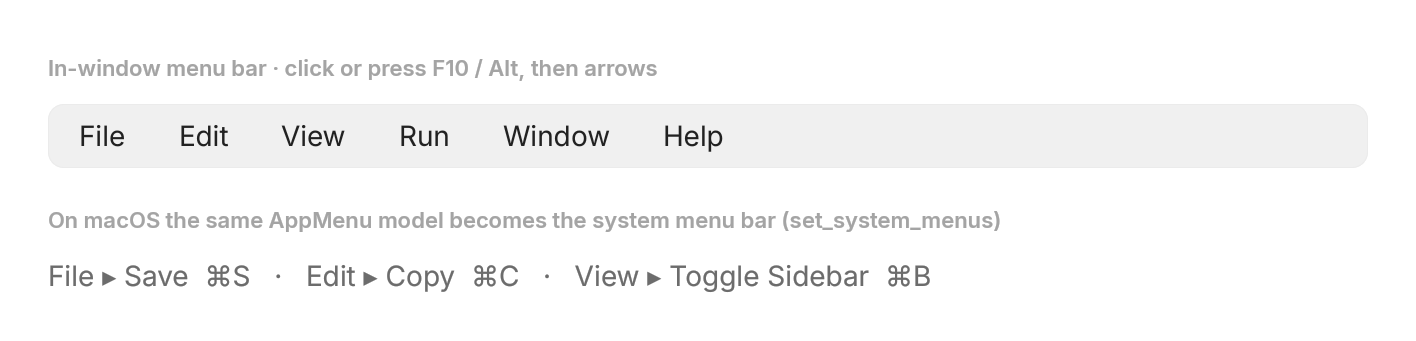 In-window menu bar · click or press F10 / Alt, then arrows
File Edit View Run Window Help
On macOS the same AppMenu model becomes the system menu bar (set_system_menus)
File ▸ Save ⌘S · Edit ▸ Copy ⌘C · View ▸ Toggle Sidebar ⌘B